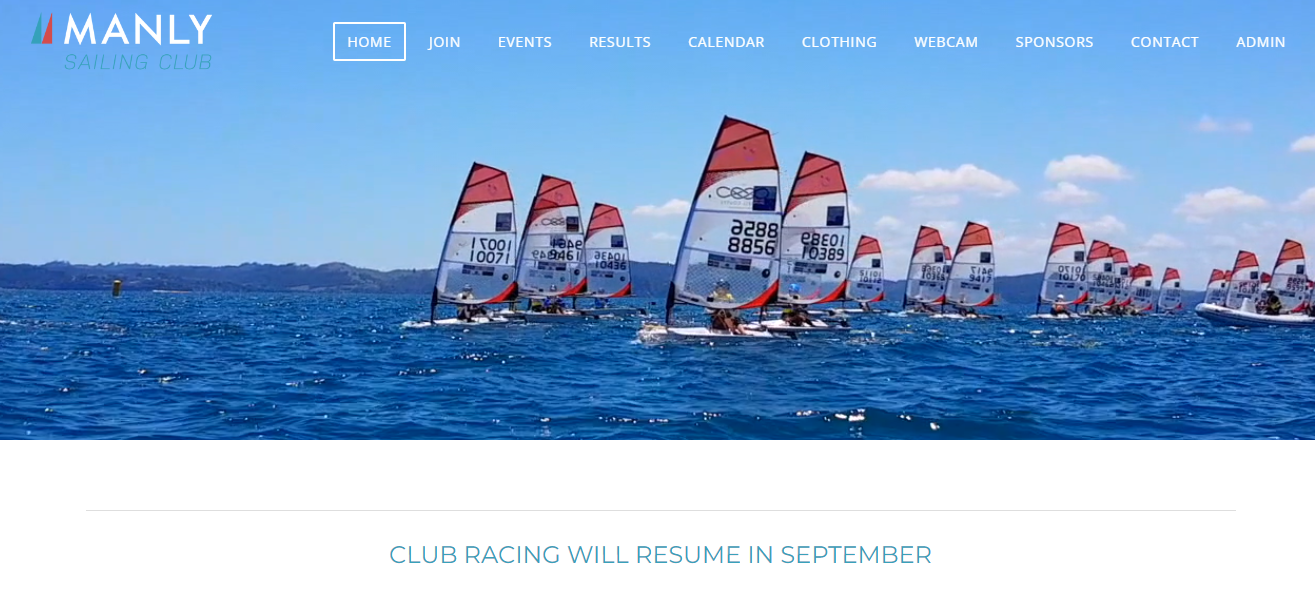 MANLY
SAILING CLUB
HOME
JOIN
EVENTS
RESULTS
CALENDAR
CLOTHING
WEBCAM
SPONSORS
CONTACT
ADMIN
10071
10071
9461
9461
10436
10436
8856
8856
10389
10389
9417
9417
CLUB RACING WILL RESUME IN SEPTEMBER